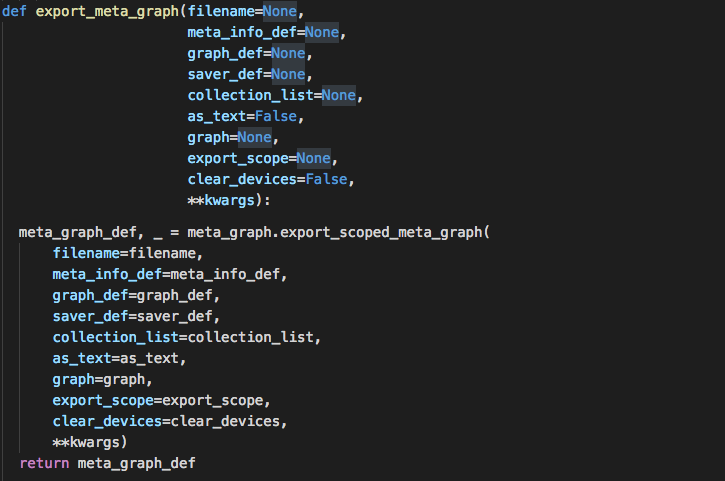 def export_meta_graph(filename=None,
                      meta_info_def=None,
                      graph_def=None,
                      saver_def=None,
                      collection_list=None,
                      as_text=False,
                      graph=None,
                      export_scope=None,
                      clear_devices=False,
                      **kwargs):
  meta_graph_def, _ = meta_graph.export_scoped_meta_graph(
      filename=filename,
      meta_info_def=meta_info_def,
      graph_def=graph_def,
      saver_def=saver_def,
      collection_list=collection_list,
      as_text=as_text,
      graph=graph,
      export_scope=export_scope,
      clear_devices=clear_devices,
      **kwargs)
  return meta_graph_def